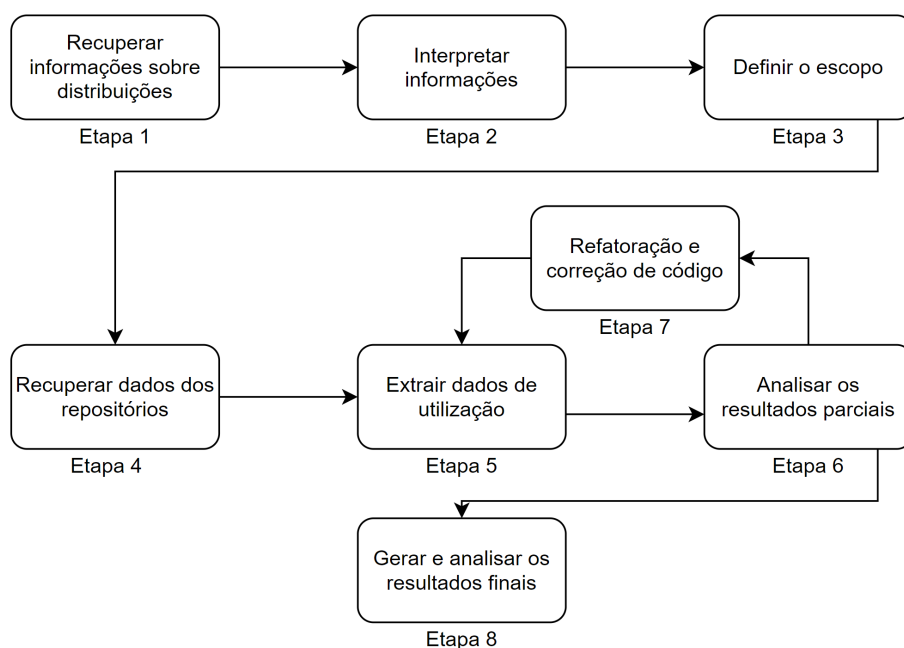 Recuperar
informações sobre
distribuições
Etapa 1
Interpretar
informações
Etapa 2
Definir o escopo
Etapa 3
Refatoração e
correção de código
Etapa 7
Recuperar dados dos
repositórios
Etapa 4
Extrair dados de
utilização
Etapa 5
Analisar os
resultados parciais
Etapa 6
Gerar e analisar os
resultados finais
Etapa 8